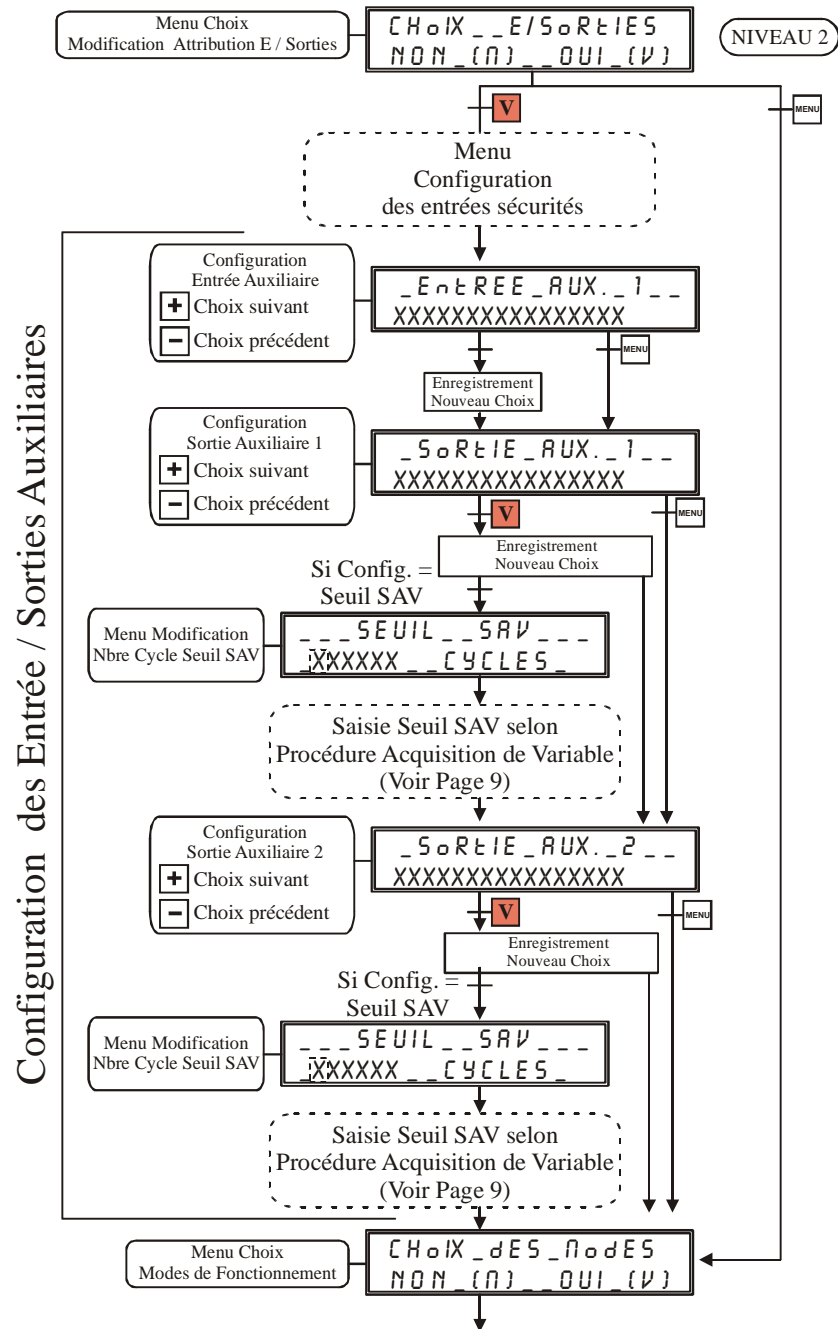 Menu Choix
Modification Attribution E / Sorties
CHoIX__E/SoRtIES
NON_(M)__OUI_(V)
NIVEAU 2
V
MENU
Menu
Configuration
des entrées sécurités
Configuration des Entrée / Sorties Auxiliaires
Configuration
Entrée Auxiliaire
+ Choix suivant
- Choix précédent
_EntREE_AUX._1__
XXXXXXXXXXXXXXXX
MENU
Enregistrement
Nouveau Choix
Configuration
Sortie Auxiliaire 1
+ Choix suivant
- Choix précédent
_SoRtIE_AUX._1__
XXXXXXXXXXXXXXXX
V
MENU
Enregistrement
Nouveau Choix
Si Config. =
Seuil SAV
Menu Modification
Nbre Cycle Seuil SAV
___SEUIL__SAV___
_XXXXXX__CYCLES_
Saisie Seuil SAV selon
Procédure Acquisition de Variable
(Voir Page 9)
Configuration
Sortie Auxiliaire 2
+ Choix suivant
- Choix précédent
_SoRtIE_AUX._2__
XXXXXXXXXXXXXXXX
V
MENU
Enregistrement
Nouveau Choix
Si Config. =
Seuil SAV
Menu Modification
Nbre Cycle Seuil SAV
___SEUIL__SAV___
_XXXXXX__CYCLES_
Saisie Seuil SAV selon
Procédure Acquisition de Variable
(Voir Page 9)
Menu Choix
Modes de Fonctionnement
CHoIX_dES_ModES
NON_(M)__OUI_(V)